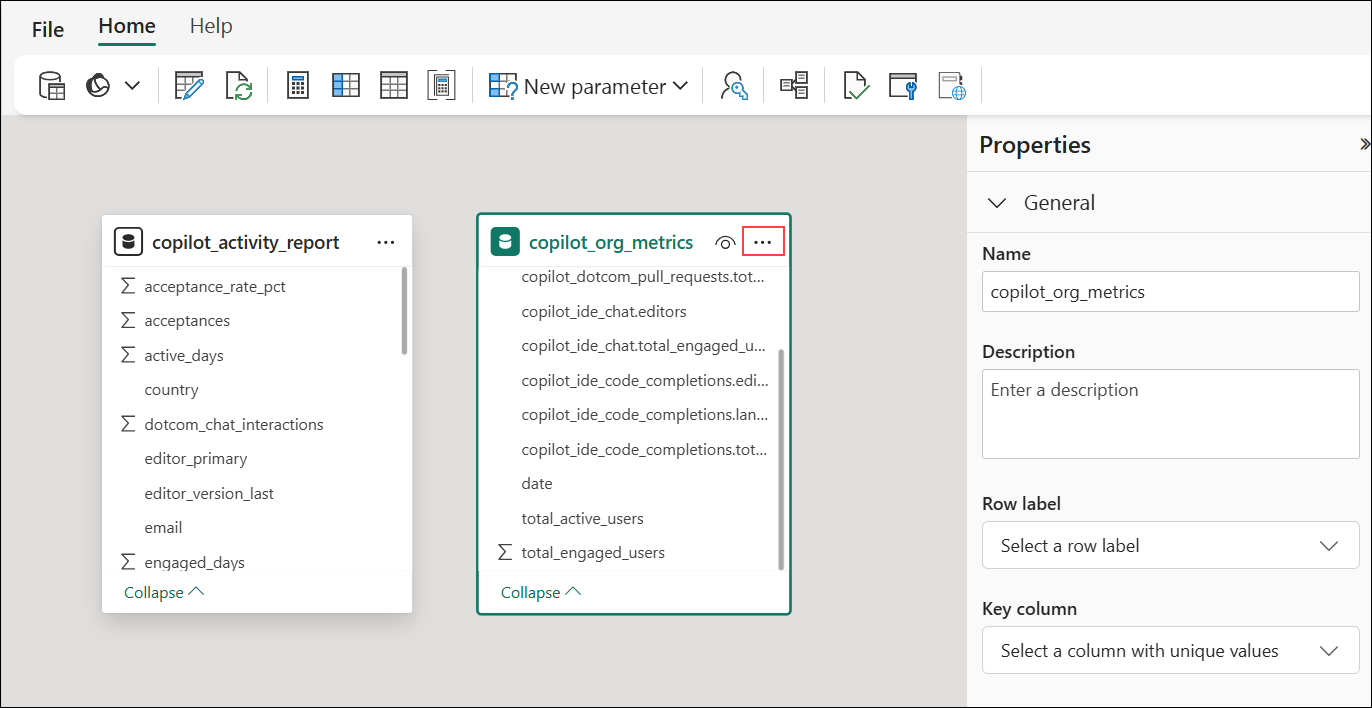 File Home Help
New parameter
Properties
General
Name
copilot_org_metrics
Description
Enter a description
Row label
Select a row label
Key column
Select a column with unique values
copilot_activity_report
acceptance_rate_pct
acceptances
active_days
country
dotcom_chat_interactions
editor_primary
editor_version_last
email
engaged_days
Collapse
copilot_org_metrics
copilot_dotcom_pull_requests.tot...
copilot_ide_chat.editors
copilot_ide_chat.total_engaged_u...
copilot_ide_code_completions.edi...
copilot_ide_code_completions.lan...
copilot_ide_code_completions.tot...
date
total_active_users
total_engaged_users
Collapse